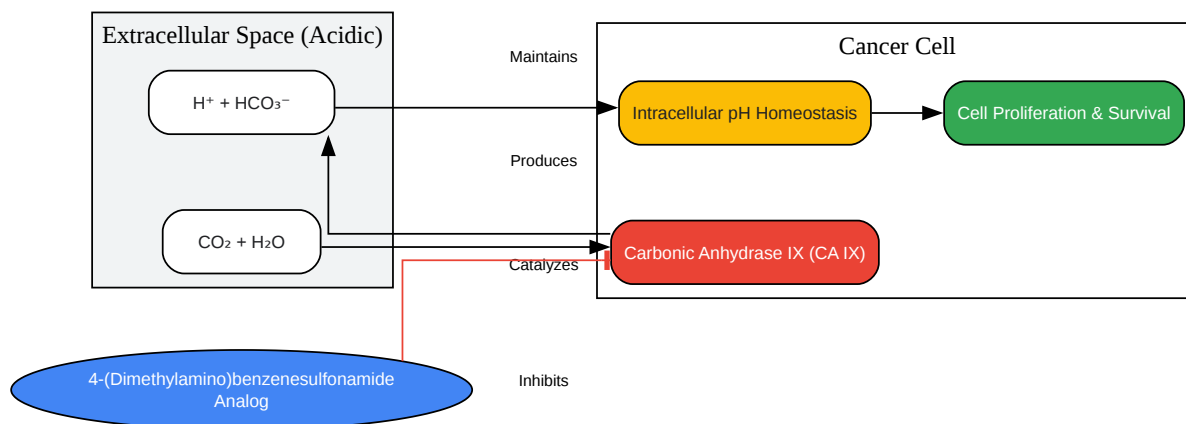 Extracellular Space (Acidic)
Cancer Cell
Maintains
H⁺ + HCO₃⁻
Intracellular pH Homeostasis
Cell Proliferation & Survival
Produces
CO₂ + H₂O
Carbonic Anhydrase IX (CA IX)
Catalyzes
4-(Dimethylamino)benzenesulfonamide
Analog
Inhibits